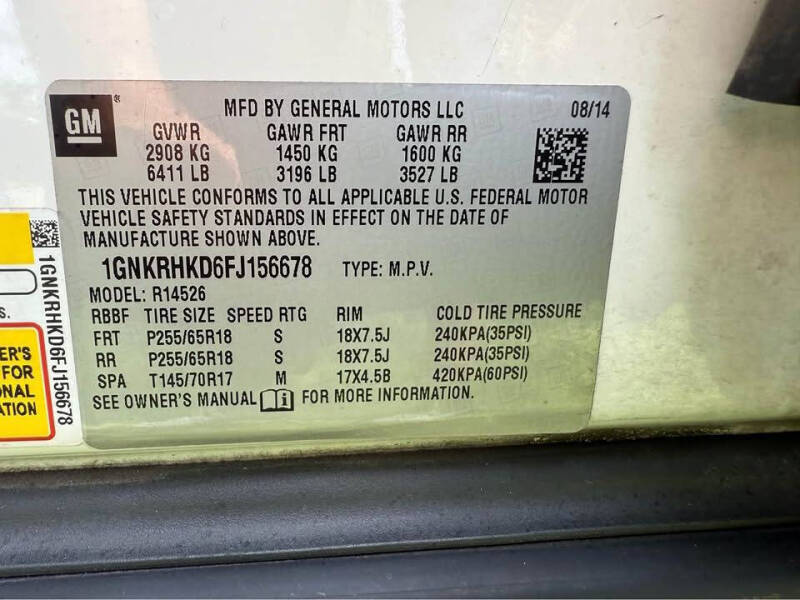 GM
MFD BY GENERAL MOTORS LLC 08/14
GVWR GAWR FRT GAWR RR
2908 KG 1450 KG 1600 KG
6411 LB 3196 LB 3527 LB
THIS VEHICLE CONFORMS TO ALL APPLICABLE U.S. FEDERAL MOTOR
VEHICLE SAFETY STANDARDS IN EFFECT ON THE DATE OF
MANUFACTURE SHOWN ABOVE.
1GNKRHKD6FJ156678 TYPE: M.P.V.
MODEL: R14526
RBBF TIRE SIZE SPEED RTG RIM COLD TIRE PRESSURE
FRT P255/65R18 S 18X7.5J 240KPA(35PSI)
RR P255/65R18 S 18X7.5J 240KPA(35PSI)
SPA T145/70R17 M 17X4.5B 420KPA(60PSI)
SEE OWNER'S MANUAL FOR MORE INFORMATION.
1GNKRHKD6FJ156678
S.
ER'S
FOR
ONAL
ATION